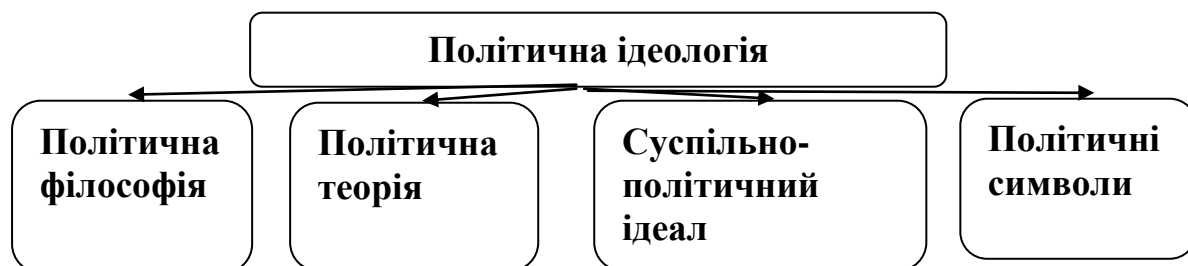 Політична ідеологія
Політична
філософія
Політична
теорія
Суспільно-
політичний
ідеал
Політичні
символи